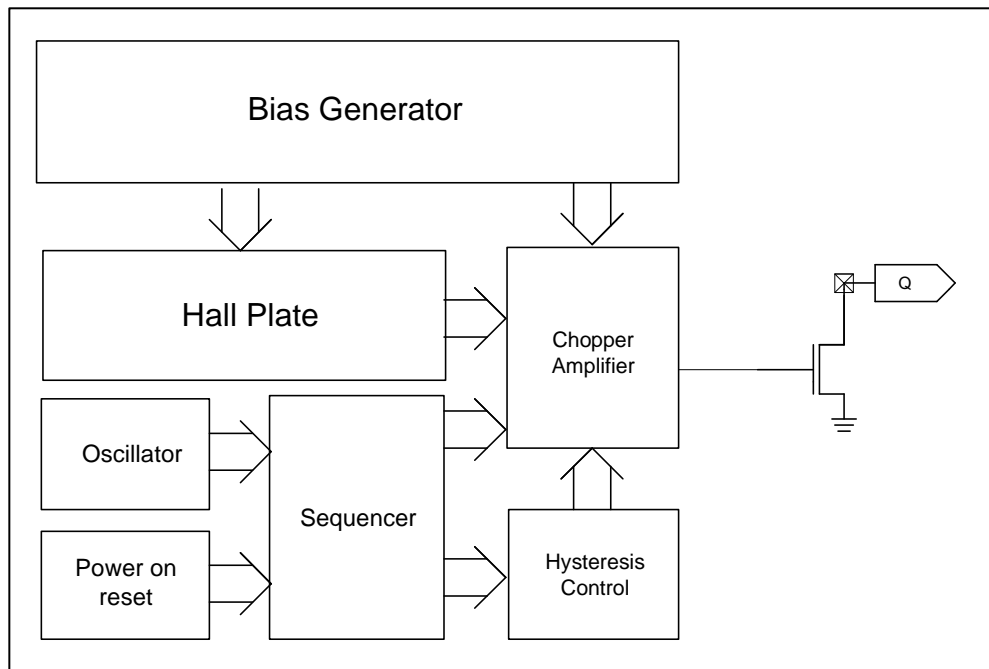 Bias Generator
Hall Plate
Chopper
Amplifier
Q
Oscillator
Sequencer
Power on
reset
Hysteresis
Control